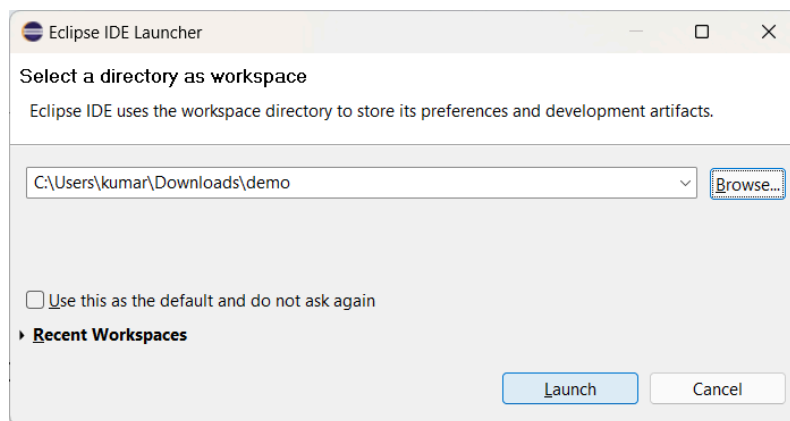 Eclipse IDE Launcher
Select a directory as workspace
Eclipse IDE uses the workspace directory to store its preferences and development artifacts.
C:\Users\kumar\Downloads\demo
Browse...
Use this as the default and do not ask again
Recent Workspaces
Launch
Cancel